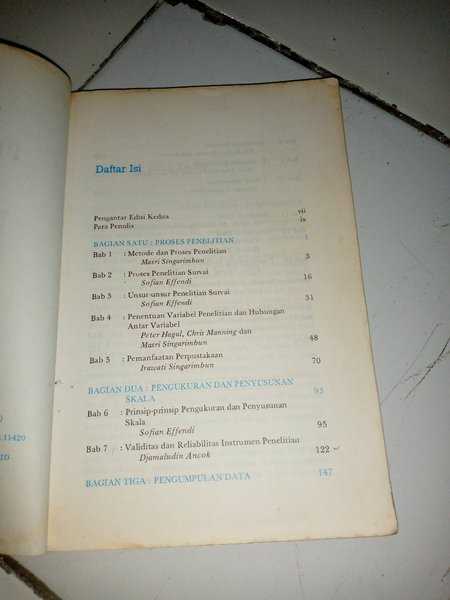 Daftar Isi
Pengantar Edisi Kedua vii
Para Penulis ix
BAGIAN SATU : PROSES PENELITIAN 1
Bab 1 : Metode dan Proses Penelitian
Masri Singarimbun 3
Bab 2 : Proses Penelitian Survai 16
Sofian Effendi
Bab 3 : Unsur-unsur Penelitian Survai
Sofian Effendi 31
Bab 4 : Penentuan Variabel Penelitian dan Hubungan
Antar Variabel
Peter Hagul, Chris Manning dan
Masri Singarimbun 48
Bab 5 : Pemanfaatan Perpustakaan
Irawati Singarimbun 70
BAGIAN DUA : PENGUKURAN DAN PENYUSUNAN
SKALA 93
Bab 6 : Prinsip-prinsip Pengukuran dan Penyusunan
Skala 95
Sofian Effendi
Bab 7 : Validitas dan Reliabilitas Instrumen Penelitian
Djamaludin Ancok 122
BAGIAN TIGA : PENGUMPULAN DATA 147
.11420